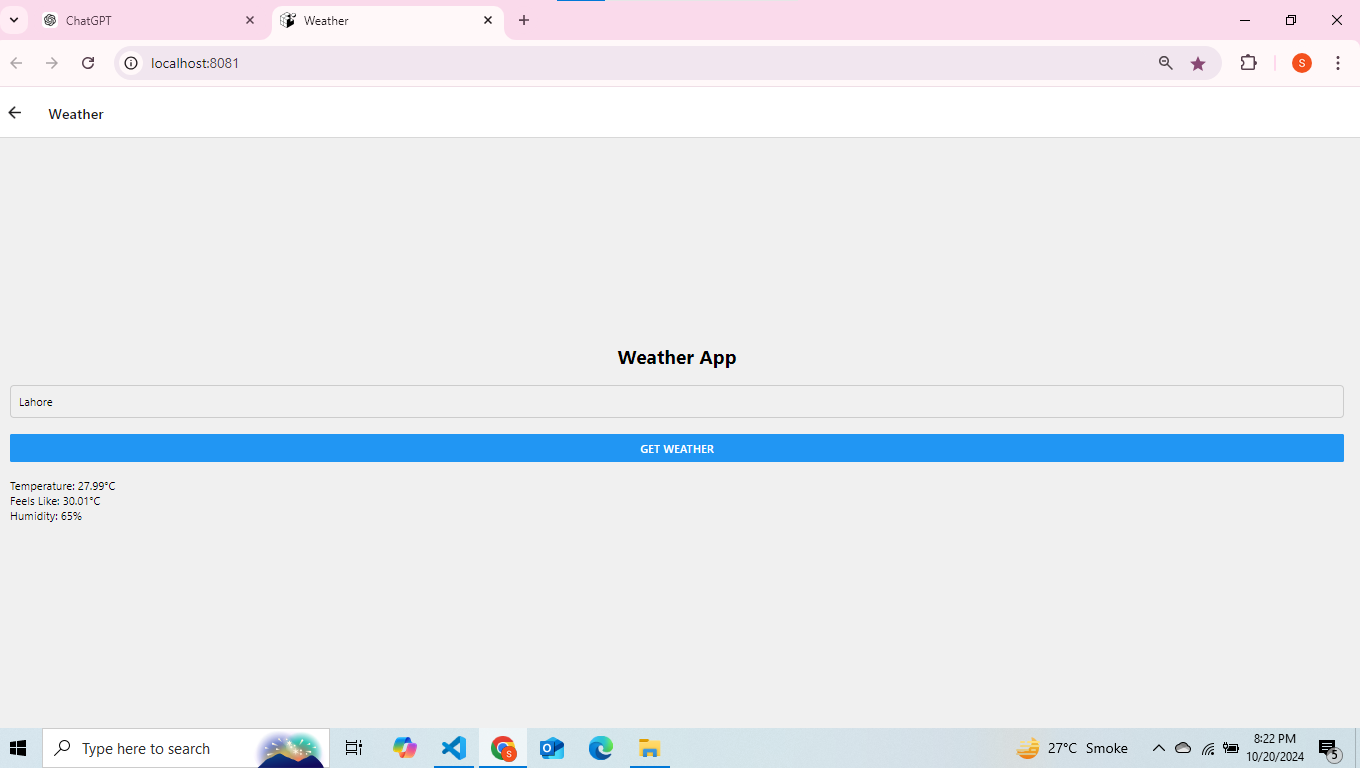 ChatGPT
Weather
localhost:8081
S
Weather
Weather App
Lahore
GET WEATHER
Temperature: 27.99°C
Feels Like: 30.01°C
Humidity: 65%
Type here to search
S
27°C Smoke
8:22 PM
10/20/2024
5